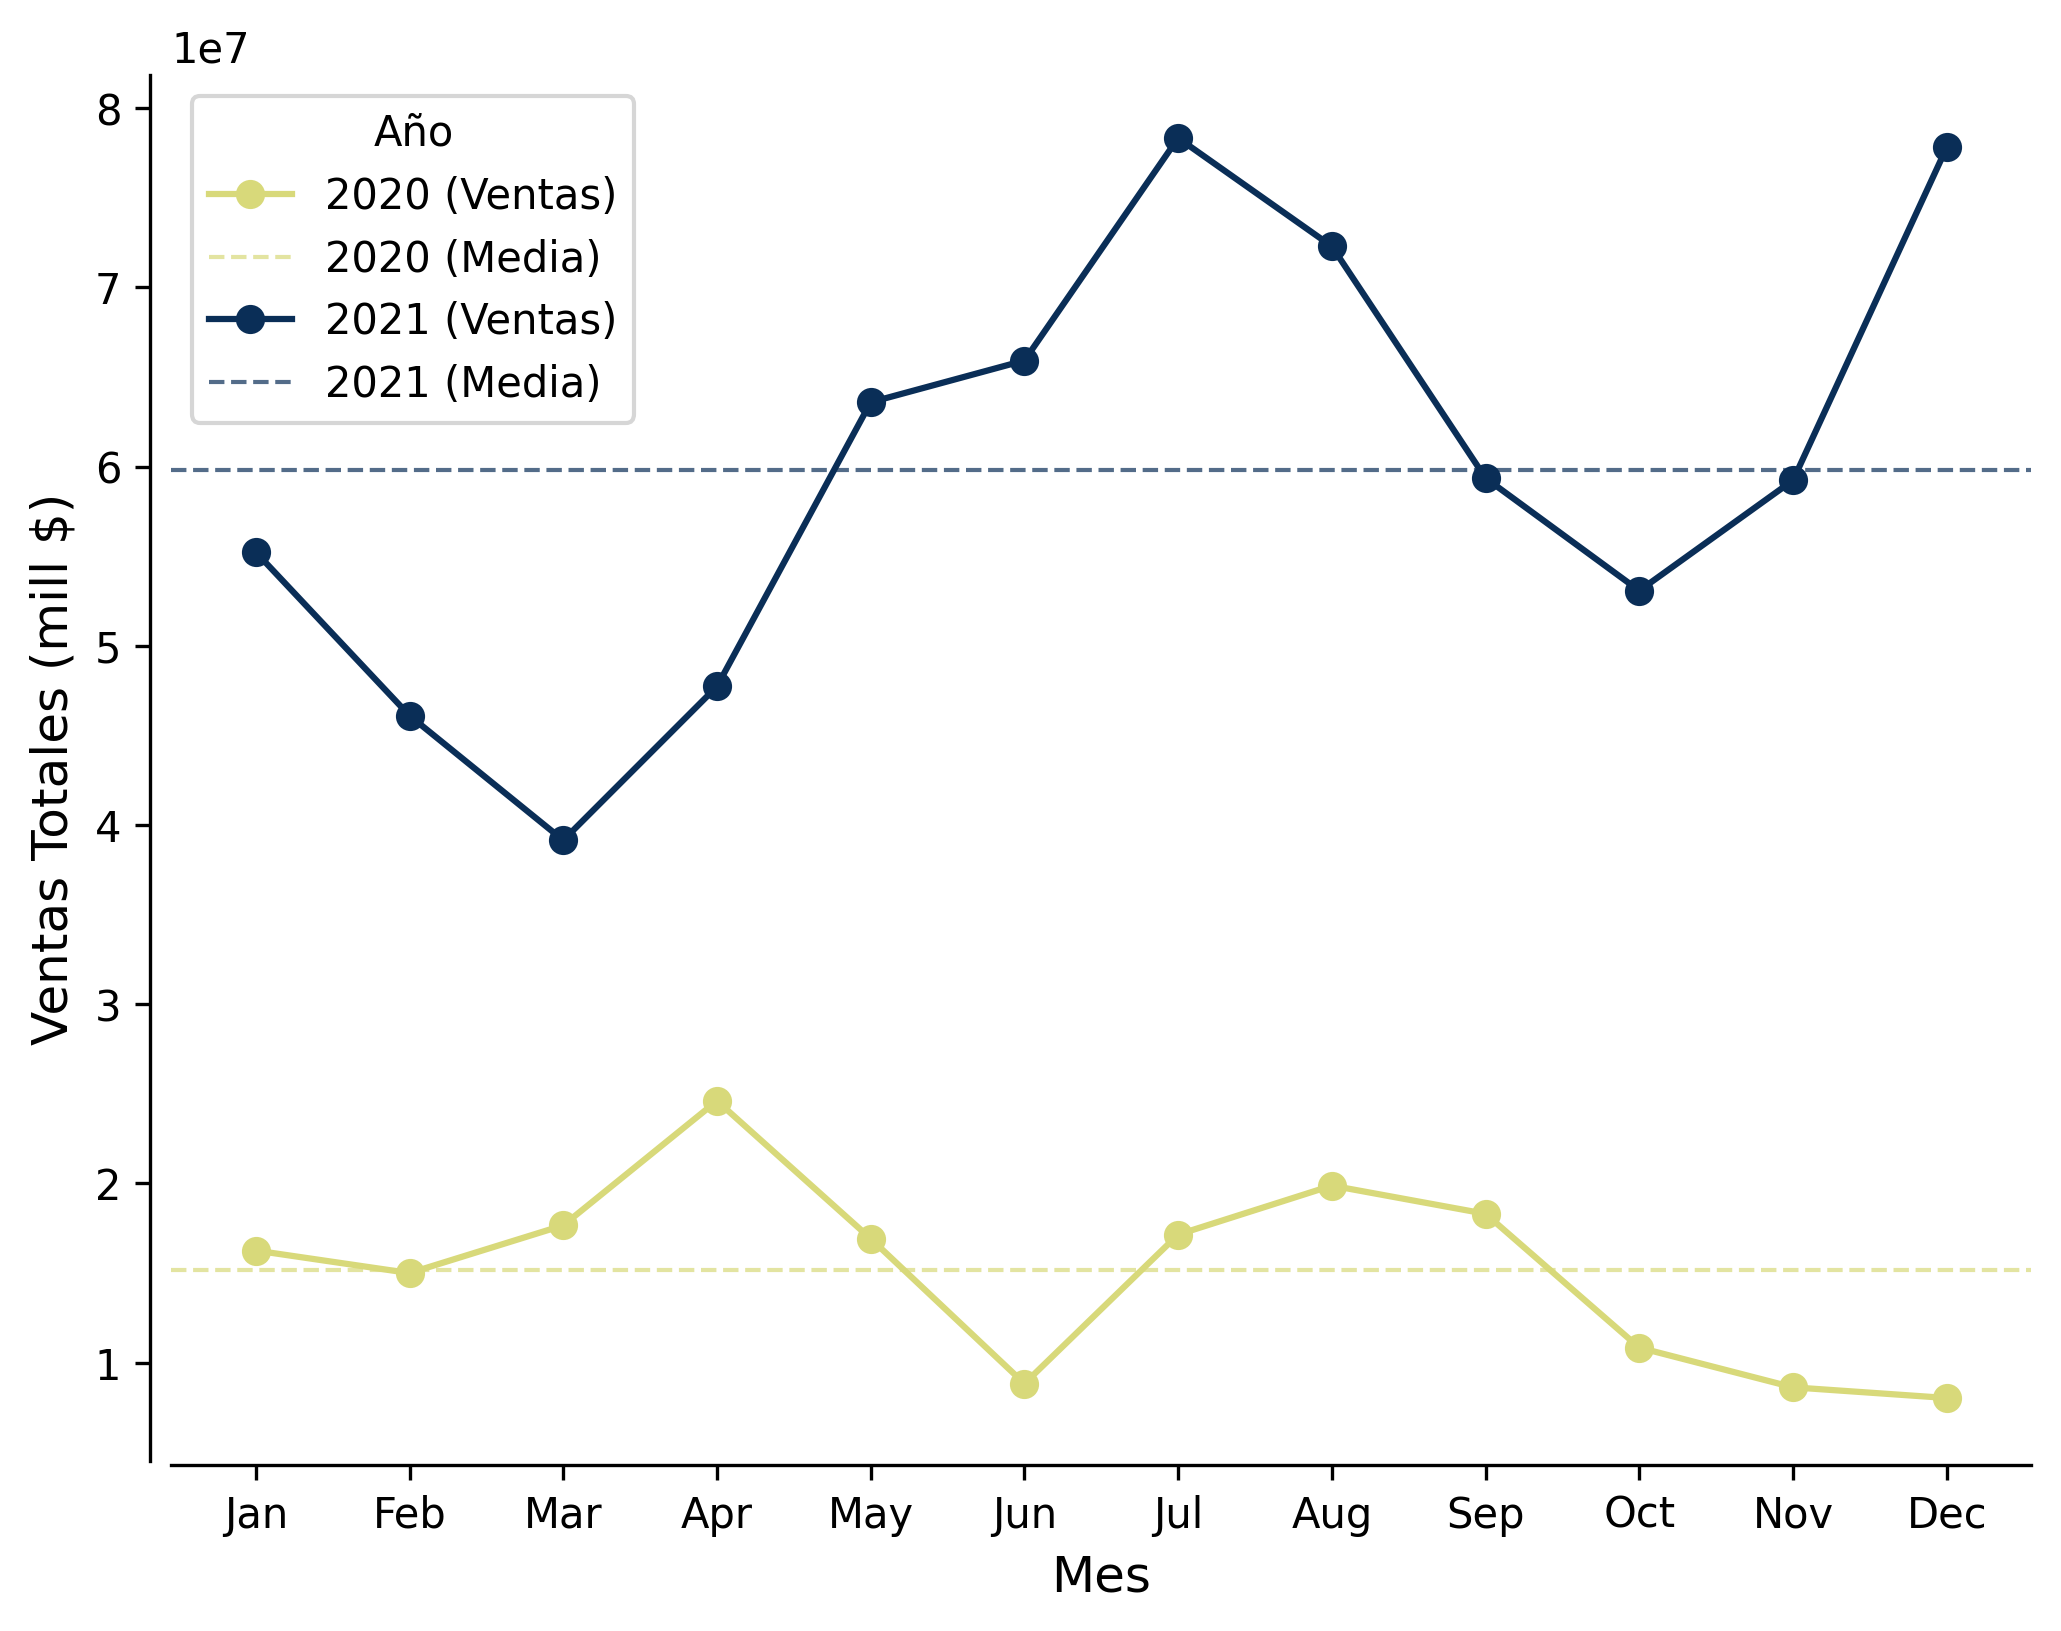 1e7
8
7
6
5
4
3
2
1
Ventas Totales (mill $)
Año
2020 (Ventas)
2020 (Media)
2021 (Ventas)
2021 (Media)
Jan Feb Mar Apr May Jun Jul Aug Sep Oct Nov Dec
Mes